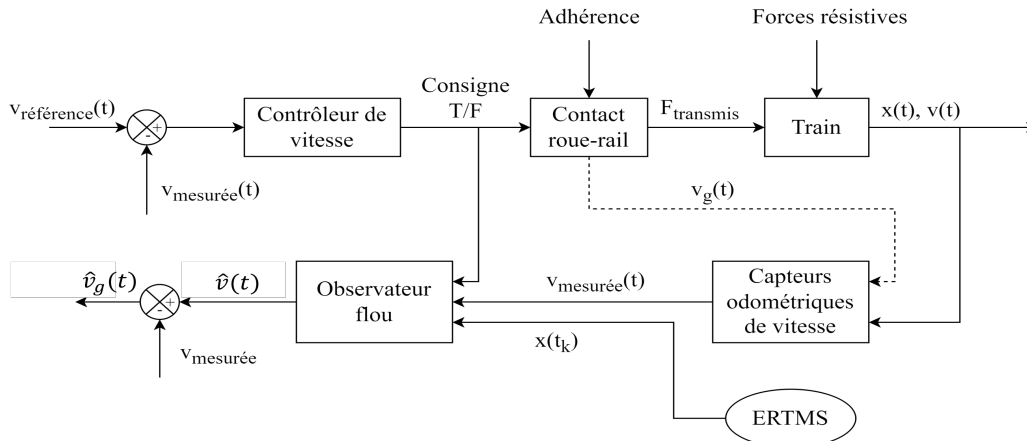 Adhérence
Forces résistives
v_référence(t)
+
-
Contrôleur de
vitesse
Consigne
T/F
Contact
roue-rail
F_transmis
Train
x(t), v(t)
v_mesurée(t)
v_g(t)
v̂_g(t)
+
-
v̂(t)
Observateur
flou
v_mesurée(t)
Capteurs
odométriques
de vitesse
v_mesurée
x(t_k)
ERTMS